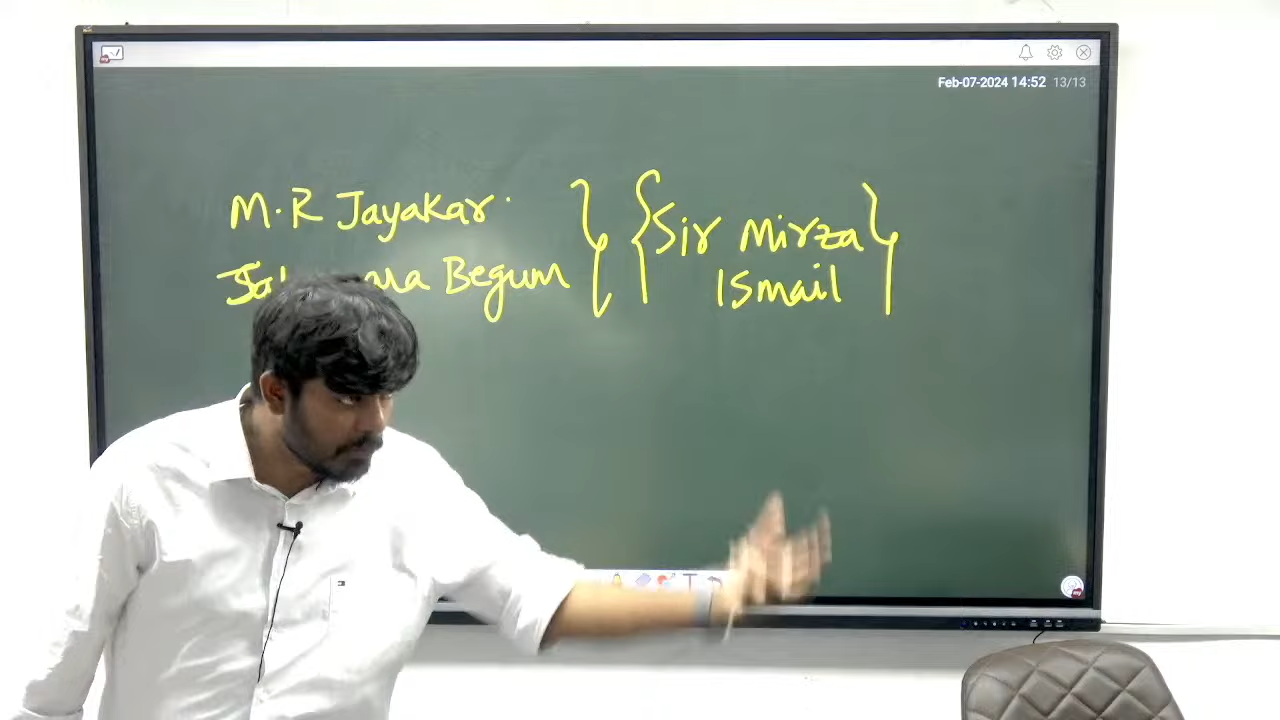 Feb-07-2024 14:52 13/13
M.R Jayakar.
Begum
Sir Mirza
Ismail